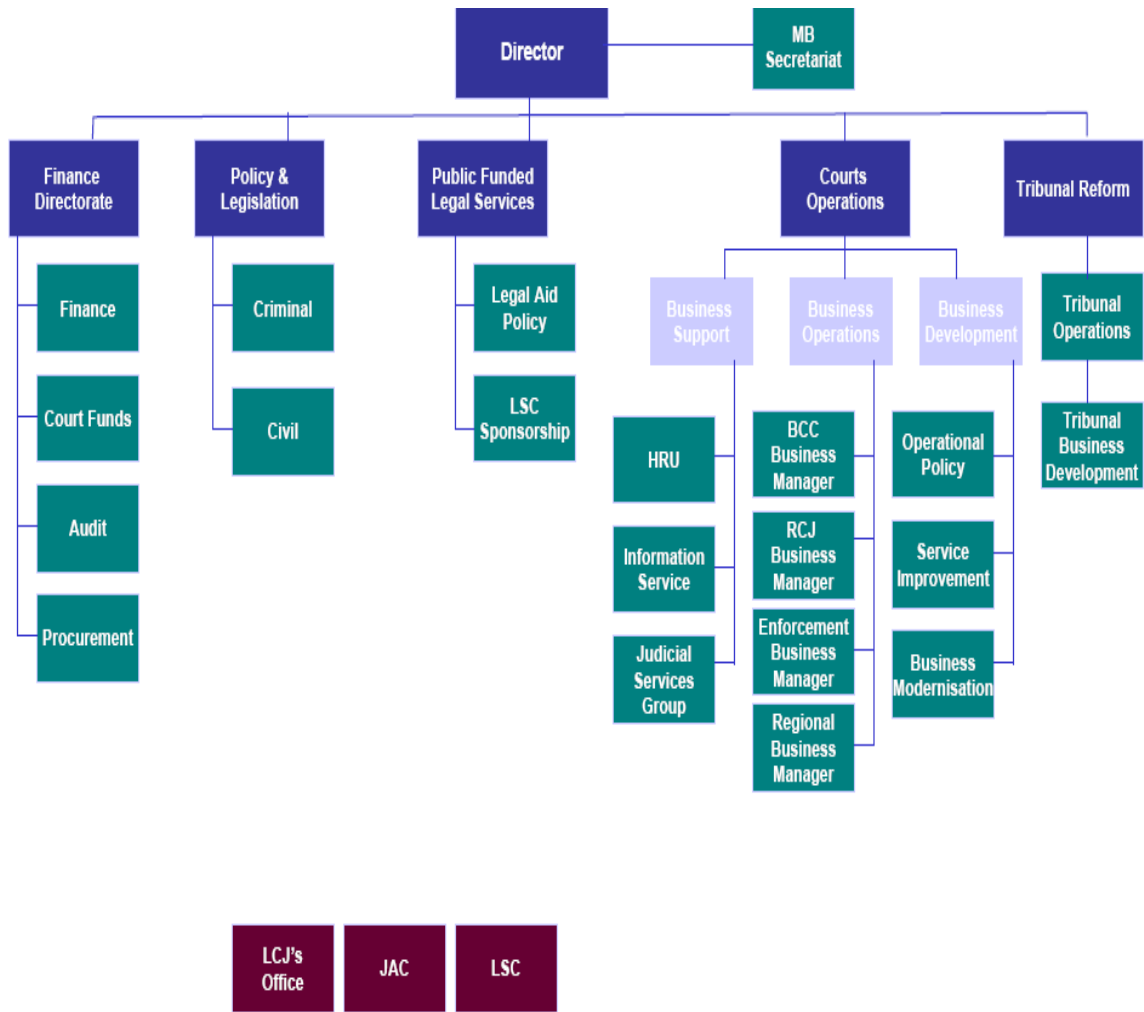 Director
MB
Secretariat
Finance
Directorate
Policy &
Legislation
Public Funded
Legal Services
Courts
Operations
Tribunal Reform
Finance
Court Funds
Audit
Procurement
Criminal
Civil
Legal Aid
Policy
LSC
Sponsorship
Business
Support
Business
Operations
Business
Development
HRU
Information
Service
Judicial
Services
Group
BCC
Business
Manager
RCJ
Business
Manager
Enforcement
Business
Manager
Regional
Business
Manager
Operational
Policy
Service
Improvement
Business
Modernisation
Tribunal
Operations
Tribunal
Business
Development
LCJ's
Office
JAC
LSC